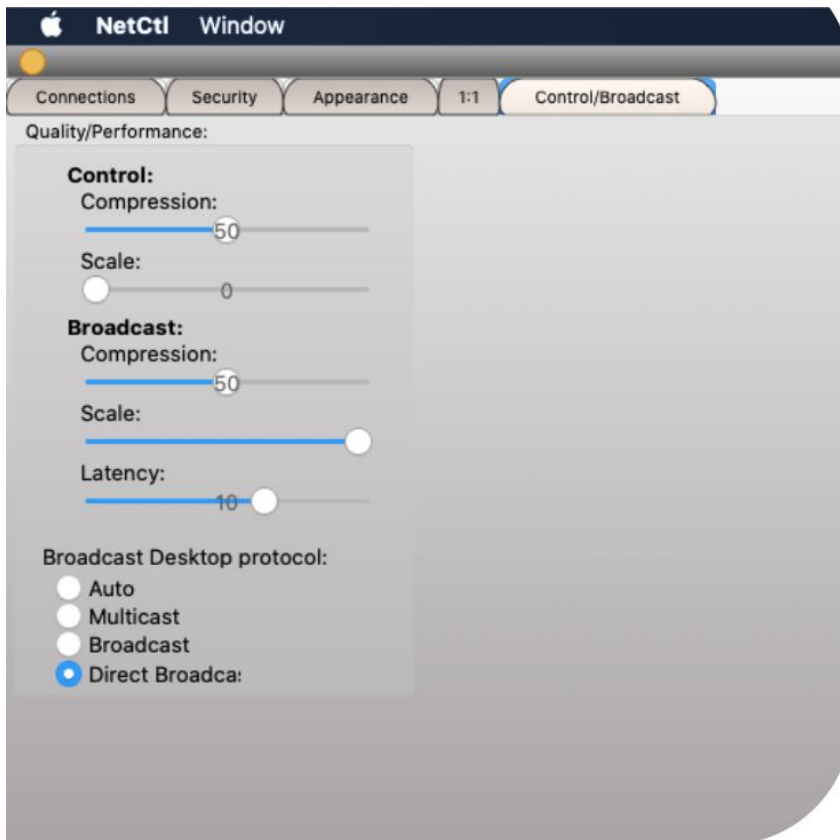 NetCtl Window
Connections Security Appearance 1:1 Control/Broadcast
Quality/Performance:
Control:
Compression:
50
Scale:
0
Broadcast:
Compression:
50
Scale:
Latency:
10
Broadcast Desktop protocol:
Auto
Multicast
Broadcast
Direct Broadca